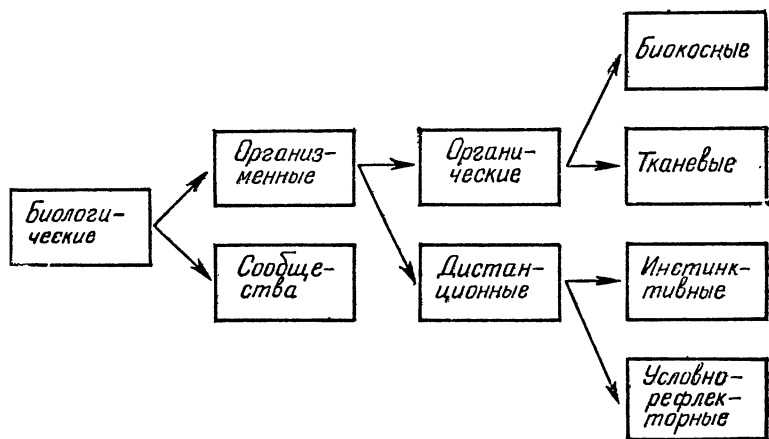 Биокосные
Организ-
менные
Органи-
ческие
Тканевые
Биологи-
ческие
Сообще-
ства
Дистан-
ционные
Инстинк-
тивные
Условно-
рефлек-
торные